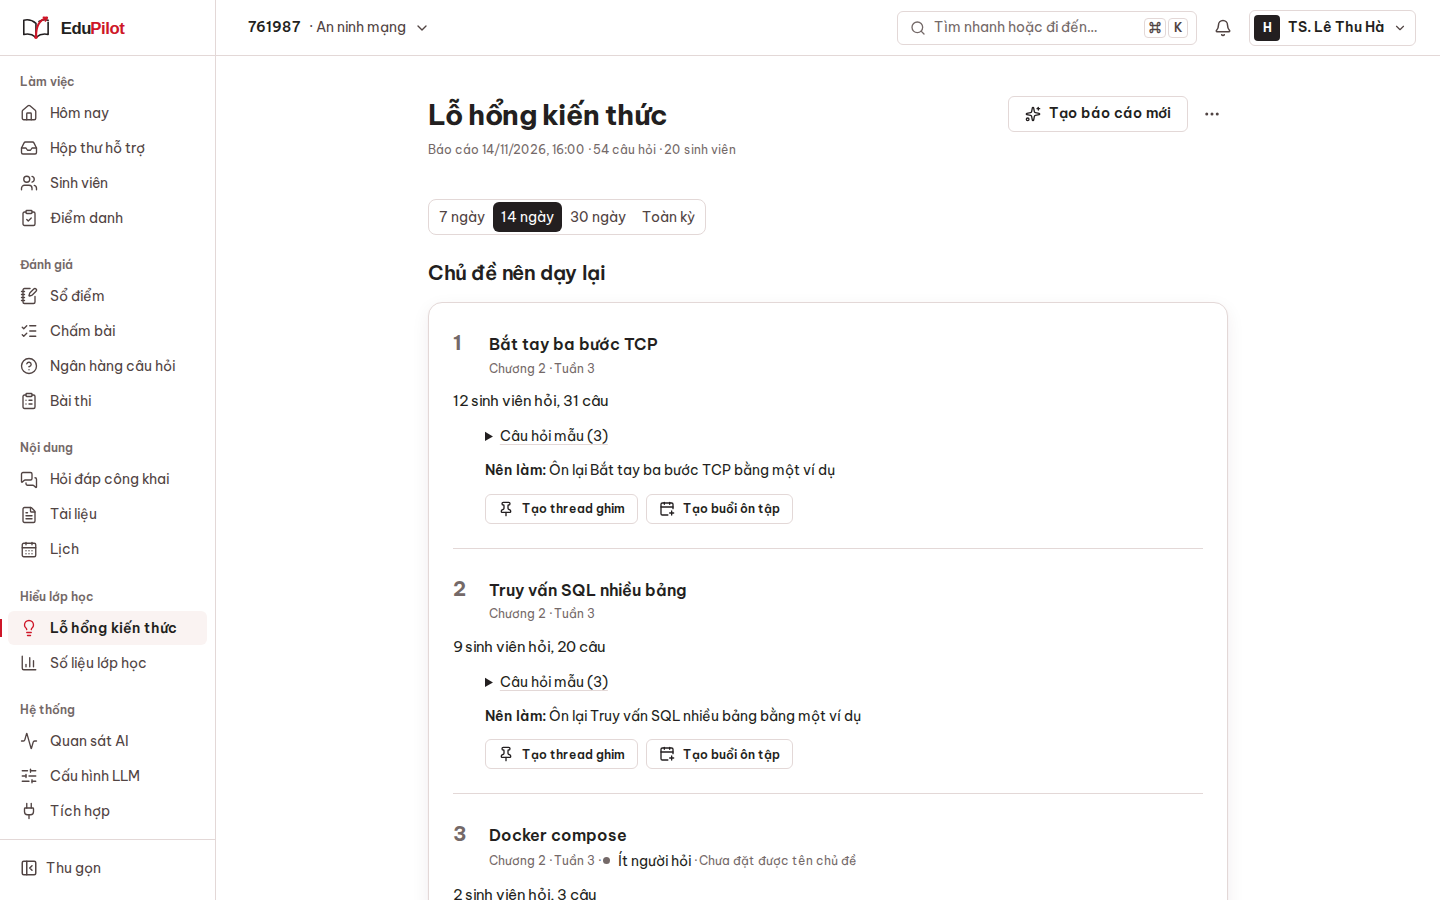 EduPilot
761987 · An ninh mạng
Tìm nhanh hoặc đi đến...
⌘ K
H
TS. Lê Thu Hà
Làm việc
Hôm nay
Hộp thư hỗ trợ
Sinh viên
Điểm danh
Đánh giá
Sổ điểm
Chấm bài
Ngân hàng câu hỏi
Bài thi
Nội dung
Hỏi đáp công khai
Tài liệu
Lịch
Hiểu lớp học
Lỗ hổng kiến thức
Số liệu lớp học
Hệ thống
Quan sát AI
Cấu hình LLM
Tích hợp
Thu gọn
Lỗ hổng kiến thức
Tạo báo cáo mới
Báo cáo 14/11/2026, 16:00 · 54 câu hỏi · 20 sinh viên
7 ngày 14 ngày 30 ngày Toàn kỳ
Chủ đề nên dạy lại
1 Bắt tay ba bước TCP
Chương 2 · Tuần 3
12 sinh viên hỏi, 31 câu
Câu hỏi mẫu (3)
Nên làm: Ôn lại Bắt tay ba bước TCP bằng một ví dụ
Tạo thread ghim Tạo buổi ôn tập
2 Truy vấn SQL nhiều bảng
Chương 2 · Tuần 3
9 sinh viên hỏi, 20 câu
Câu hỏi mẫu (3)
Nên làm: Ôn lại Truy vấn SQL nhiều bảng bằng một ví dụ
Tạo thread ghim Tạo buổi ôn tập
3 Docker compose
Chương 2 · Tuần 3 · Ít người hỏi · Chưa đặt được tên chủ đề
2 sinh viên hỏi, 3 câu